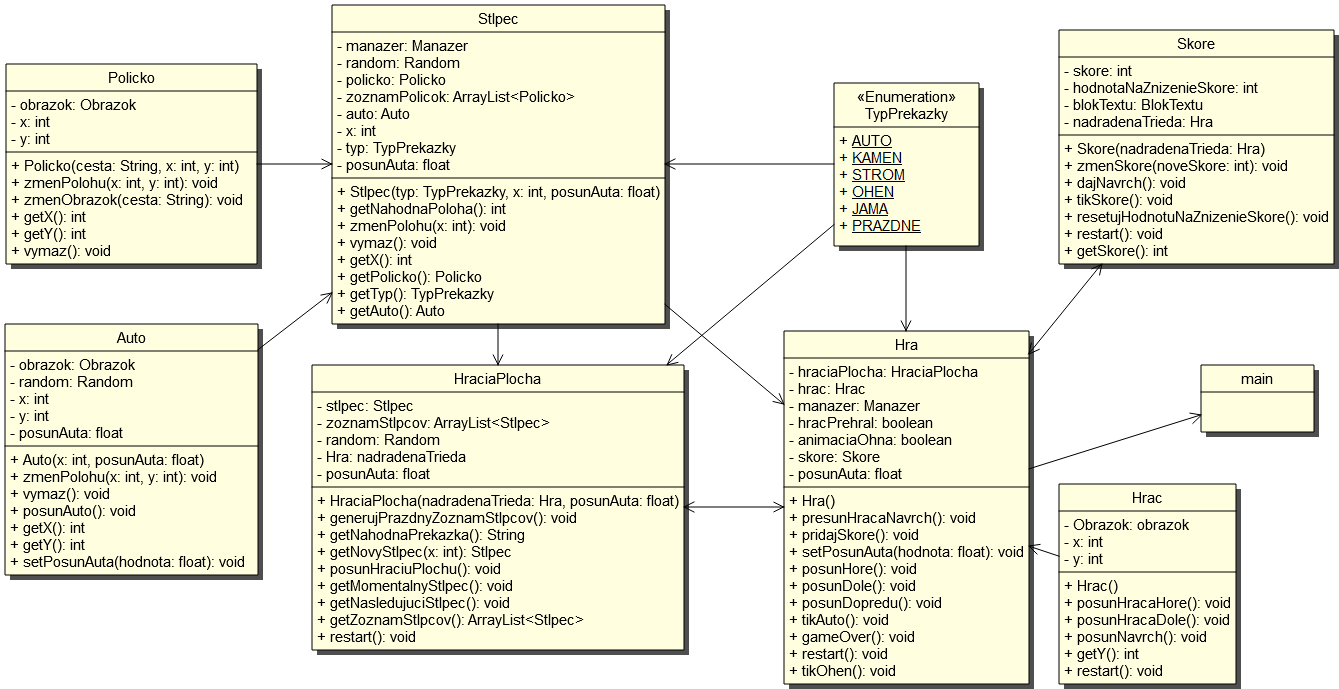 Policko
- obrazok: Obrazok
- x: int
- y: int
+ Policko(cesta: String, x: int, y: int)
+ zmenPolohu(x: int, y: int): void
+ zmenObrazok(cesta: String): void
+ getX(): int
+ getY(): int
+ vymaz(): void
Stlpec
- manazer: Manazer
- random: Random
- policko: Policko
- zoznamPolicok: ArrayList<Policko>
- auto: Auto
- x: int
- typ: TypPrekazky
- posunAuta: float
+ Stlpec(typ: TypPrekazky, x: int, posunAuta: float)
+ getNahodnaPoloha(): int
+ zmenPolohu(x: int): void
+ vymaz(): void
+ getX(): int
+ getPolicko(): Policko
+ getTyp(): TypPrekazky
+ getAuto(): Auto
«Enumeration»
TypPrekazky
+ AUTO
+ KAMEN
+ STROM
+ OHEN
+ JAMA
+ PRAZDNE
Skore
- skore: int
- hodnotaNaZnizenieSkore: int
- blokTextu: BlokTextu
- nadradenaTrieda: Hra
+ Skore(nadradenaTrieda: Hra)
+ zmenSkore(noveSkore: int): void
+ dajNavrch(): void
+ tikSkore(): void
+ resetujHodnotuNaZnizenieSkore(): void
+ restart(): void
+ getSkore(): int
Auto
- obrazok: Obrazok
- random: Random
- x: int
- y: int
- posunAuta: float
+ Auto(x: int, posunAuta: float)
+ zmenPolohu(x: int, y: int): void
+ vymaz(): void
+ posunAuto(): void
+ getX(): int
+ getY(): int
+ setPosunAuta(hodnota: float): void
HraciaPlocha
- stlpec: Stlpec
- zoznamStlpcov: ArrayList<Stlpec>
- random: Random
- Hra: nadradenaTrieda
- posunAuta: float
+ HraciaPlocha(nadradenaTrieda: Hra, posunAuta: float)
+ generujPrazdnyZoznamStlpcov(): void
+ getNahodnaPrekazka(): String
+ getNovyStlpec(x: int): Stlpec
+ posunHraciuPlochu(): void
+ getMomentalnyStlpec(): void
+ getNasledujuciStlpec(): void
+ getZoznamStlpcov(): ArrayList<Stlpec>
+ restart(): void
Hra
- hraciaPlocha: HraciaPlocha
- hrac: Hrac
- manazer: Manazer
- hracPrehral: boolean
- animaciaOhna: boolean
- skore: Skore
- posunAuta: float
+ Hra()
+ presunHracaNavrch(): void
+ pridajSkore(): void
+ setPosunAuta(hodnota: float): void
+ posunHore(): void
+ posunDole(): void
+ posunDopredu(): void
+ tikAuto(): void
+ gameOver(): void
+ restart(): void
+ tikOhen(): void
main
Hrac
- Obrazok: obrazok
- x: int
- y: int
+ Hrac()
+ posunHracaHore(): void
+ posunHracaDole(): void
+ posunNavrch(): void
+ getY(): int
+ restart(): void